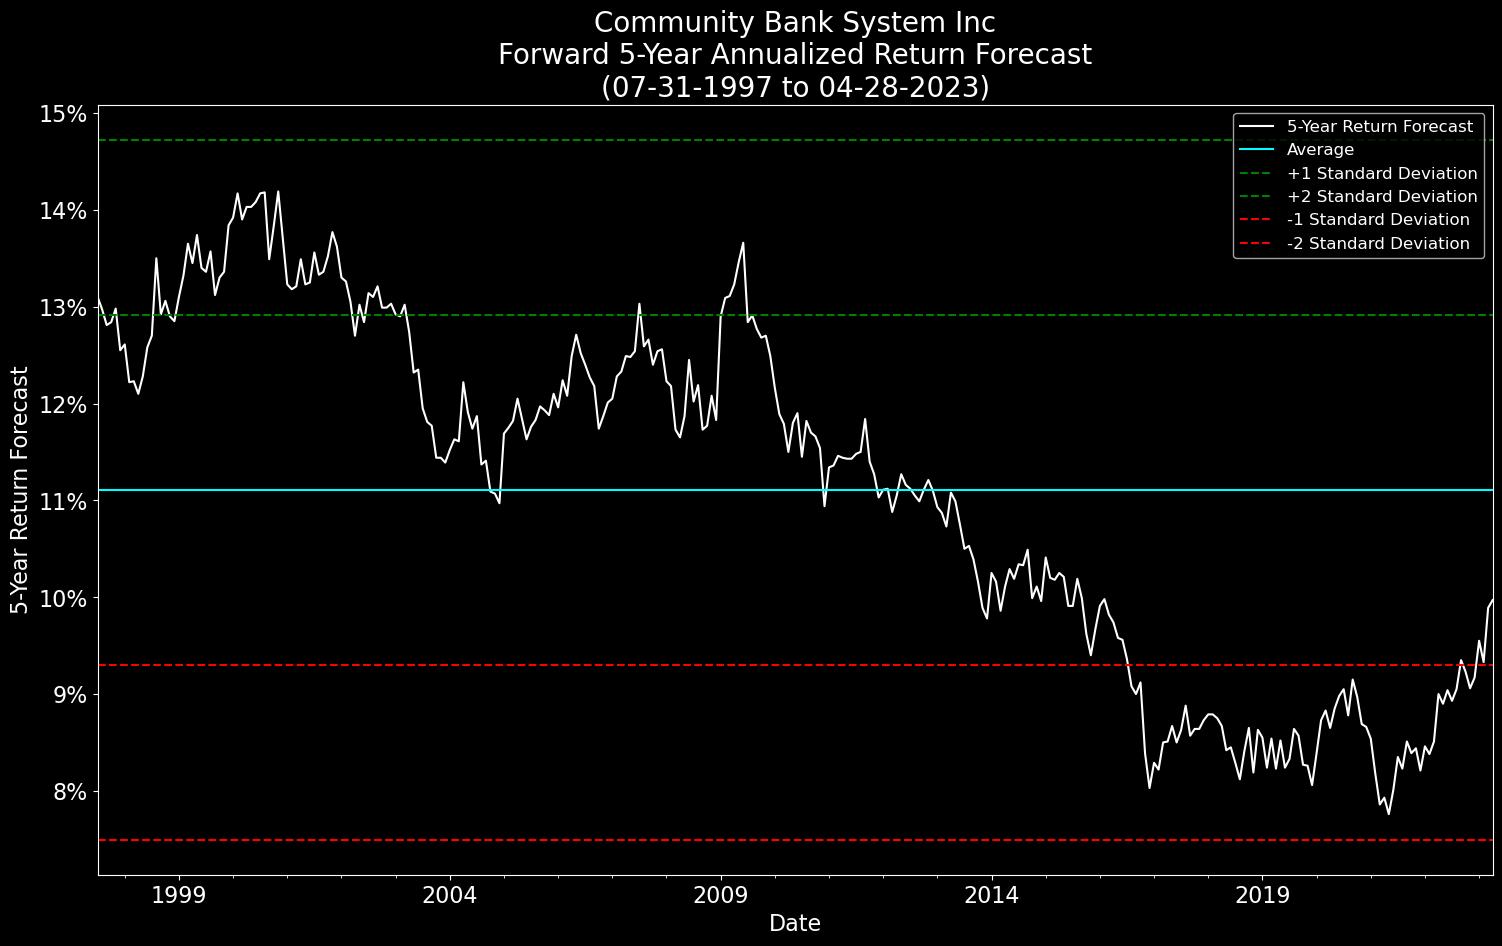 Community Bank System Inc
Forward 5-Year Annualized Return Forecast
(07-31-1997 to 04-28-2023)
15%
14%
13%
12%
11%
10%
9%
8%
5-Year Return Forecast
5-Year Return Forecast
Average
+1 Standard Deviation
+2 Standard Deviation
-1 Standard Deviation
-2 Standard Deviation
1999 2004 2009 2014 2019
Date